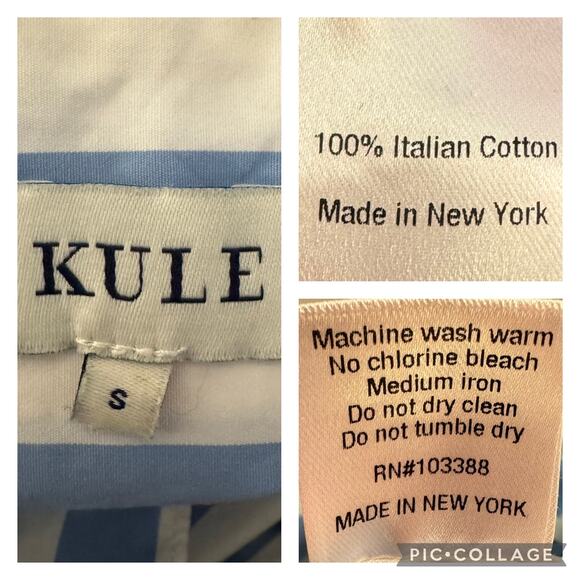 KULE
S
100% Italian Cotton
Made in New York
Machine wash warm
No chlorine bleach
Medium iron
Do not dry clean
Do not tumble dry
RN#103388
MADE IN NEW YORK
PIC•COLLAGE